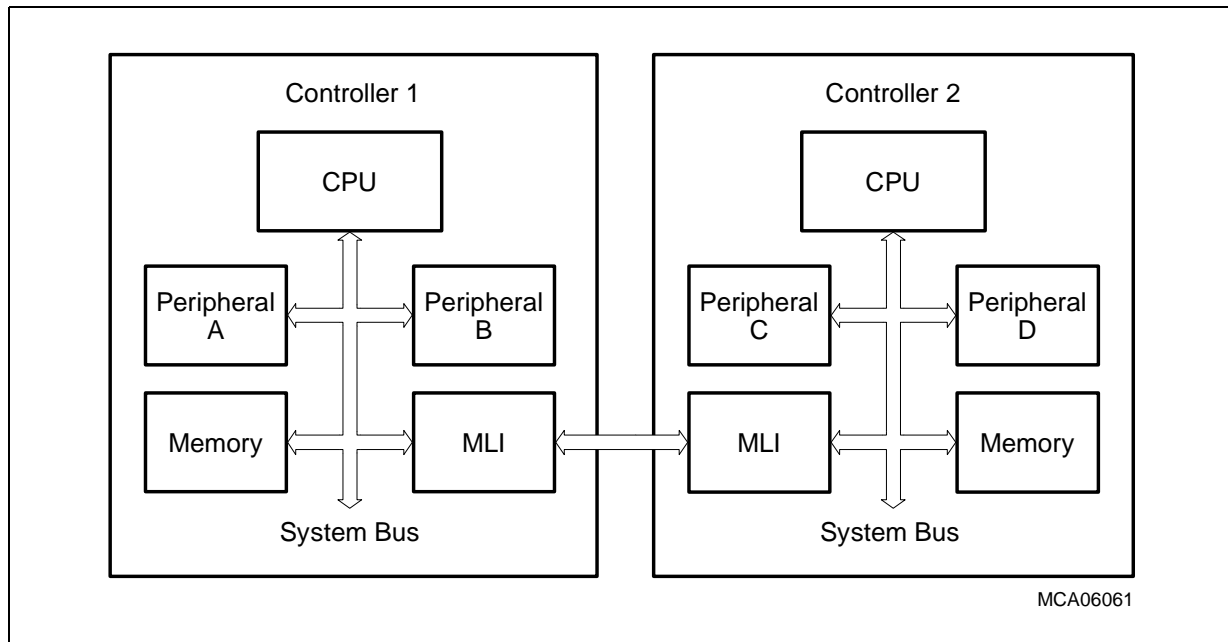 Controller 1
CPU
Peripheral
A
Peripheral
B
Memory
MLI
System Bus
Controller 2
CPU
Peripheral
C
Peripheral
D
MLI
Memory
System Bus
MCA06061